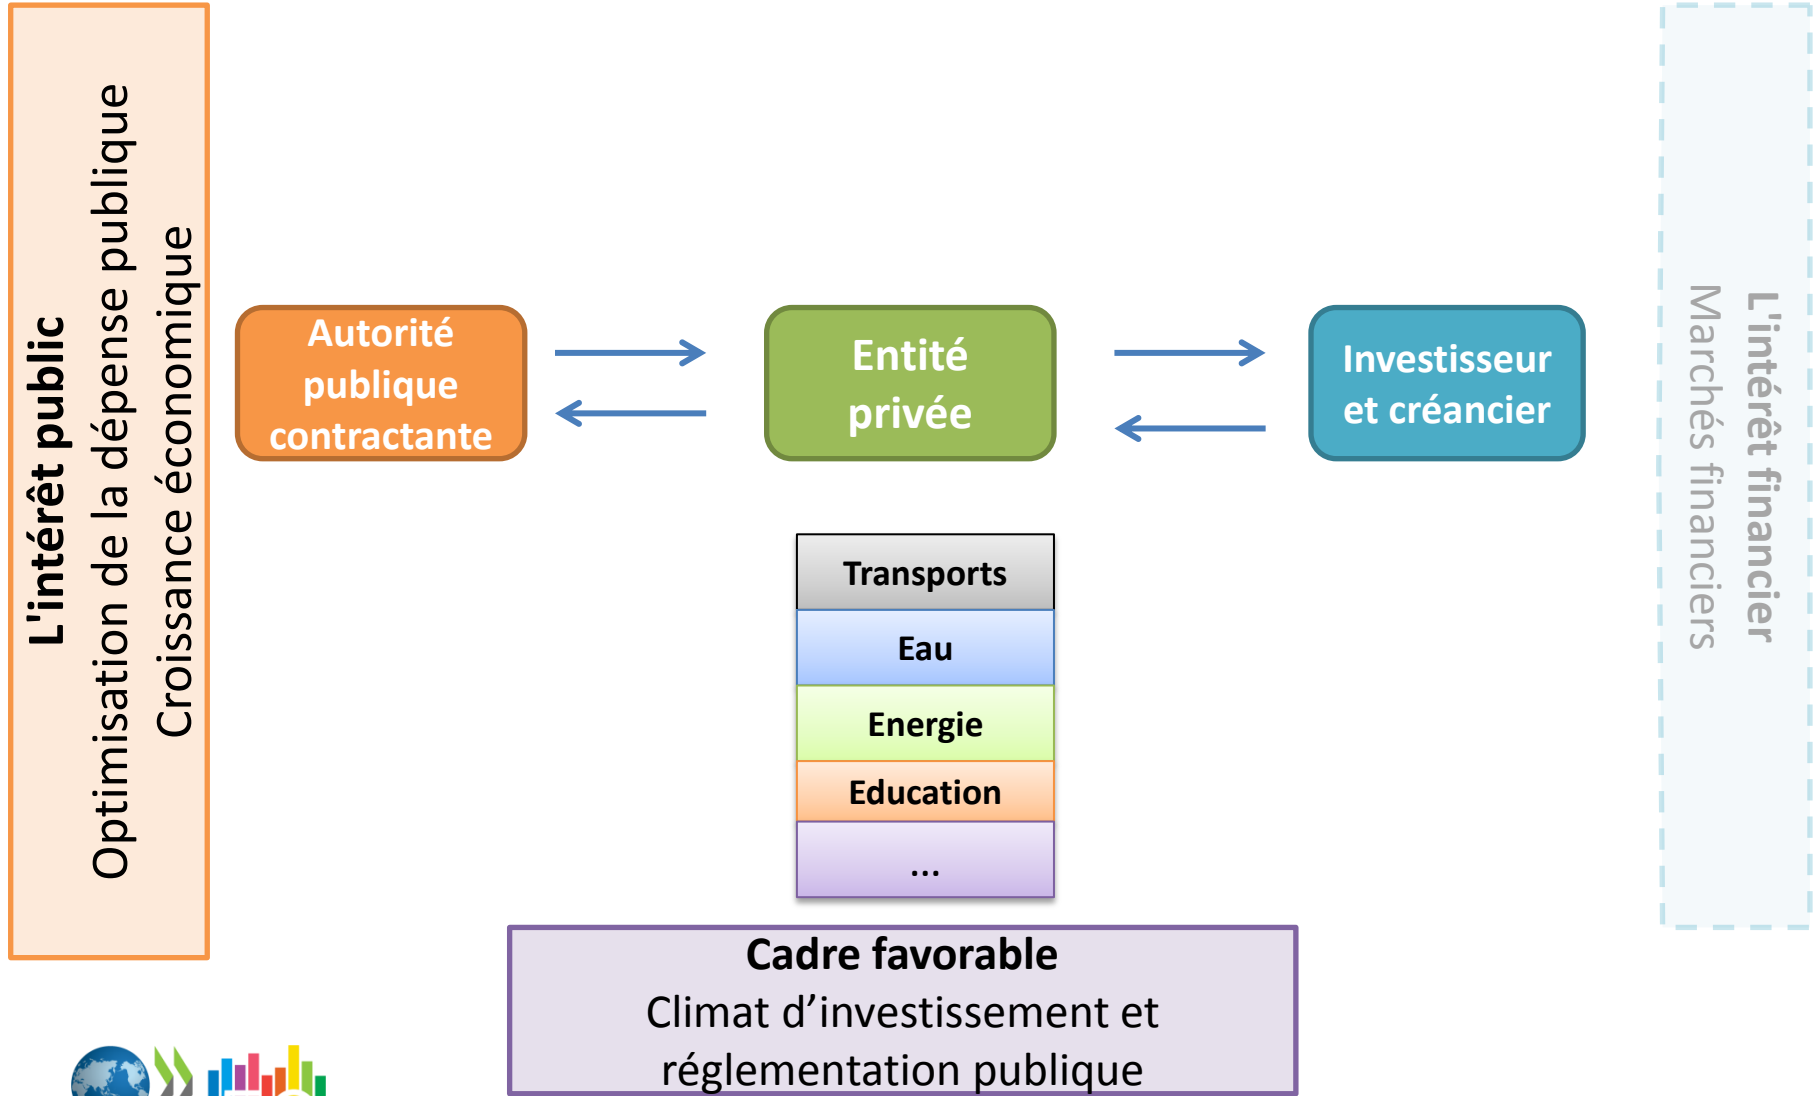 L'intérêt public
Optimisation de la dépense publique
Croissance économique
Autorité
publique
contractante
Entité
privée
Investisseur
et créancier
L'intérêt financier
Marchés financiers
Transports
Eau
Energie
Education
...
Cadre favorable
Climat d’investissement et
réglementation publique